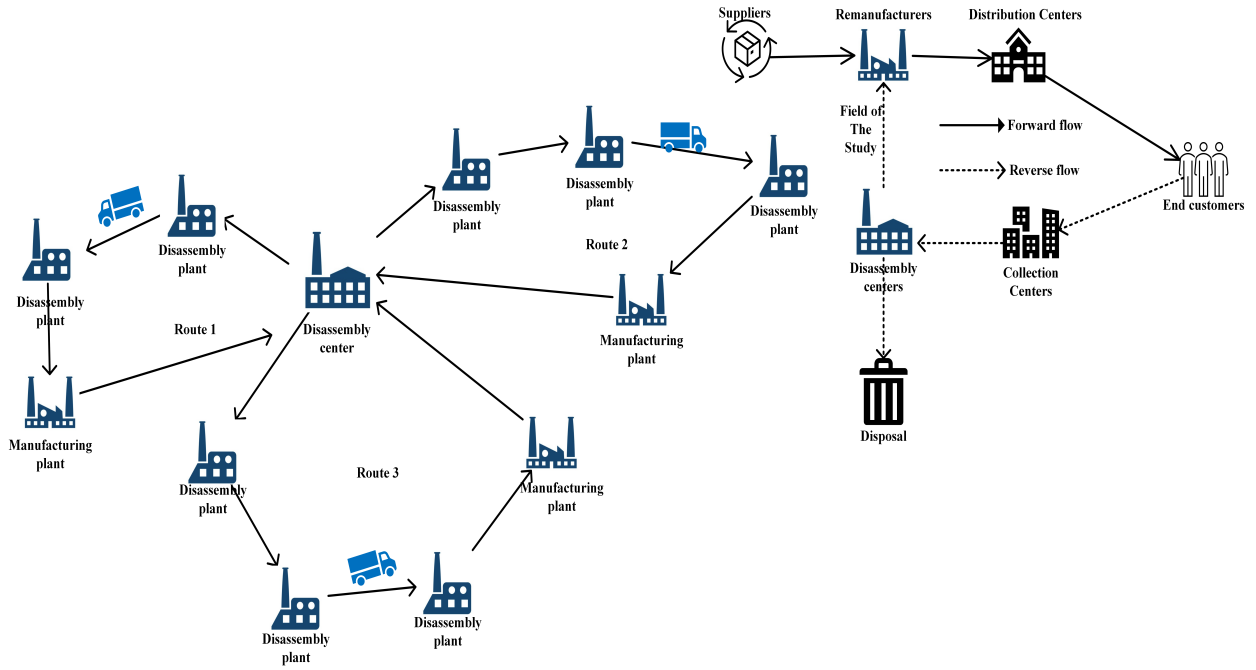 Suppliers
Remanufacturers
Distribution Centers
Field of
The
Study
Forward flow
Reverse flow
End customers
Disassembly
centers
Collection
Centers
Disposal
Disassembly
plant
Disassembly
plant
Disassembly
plant
Route 2
Manufacturing
plant
Disassembly
plant
Disassembly
plant
Route 1
Manufacturing
plant
Disassembly
center
Disassembly
plant
Route 3
Disassembly
plant
Disassembly
plant
Manufacturing
plant